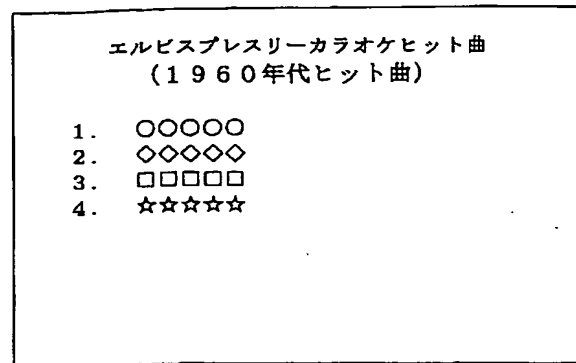 エルビスプレスリーカラオケヒット曲
(1960年代ヒット曲)
1. ○○○○○
2. ◇◇◇◇◇
3. □□□□□
4. ☆☆☆☆☆